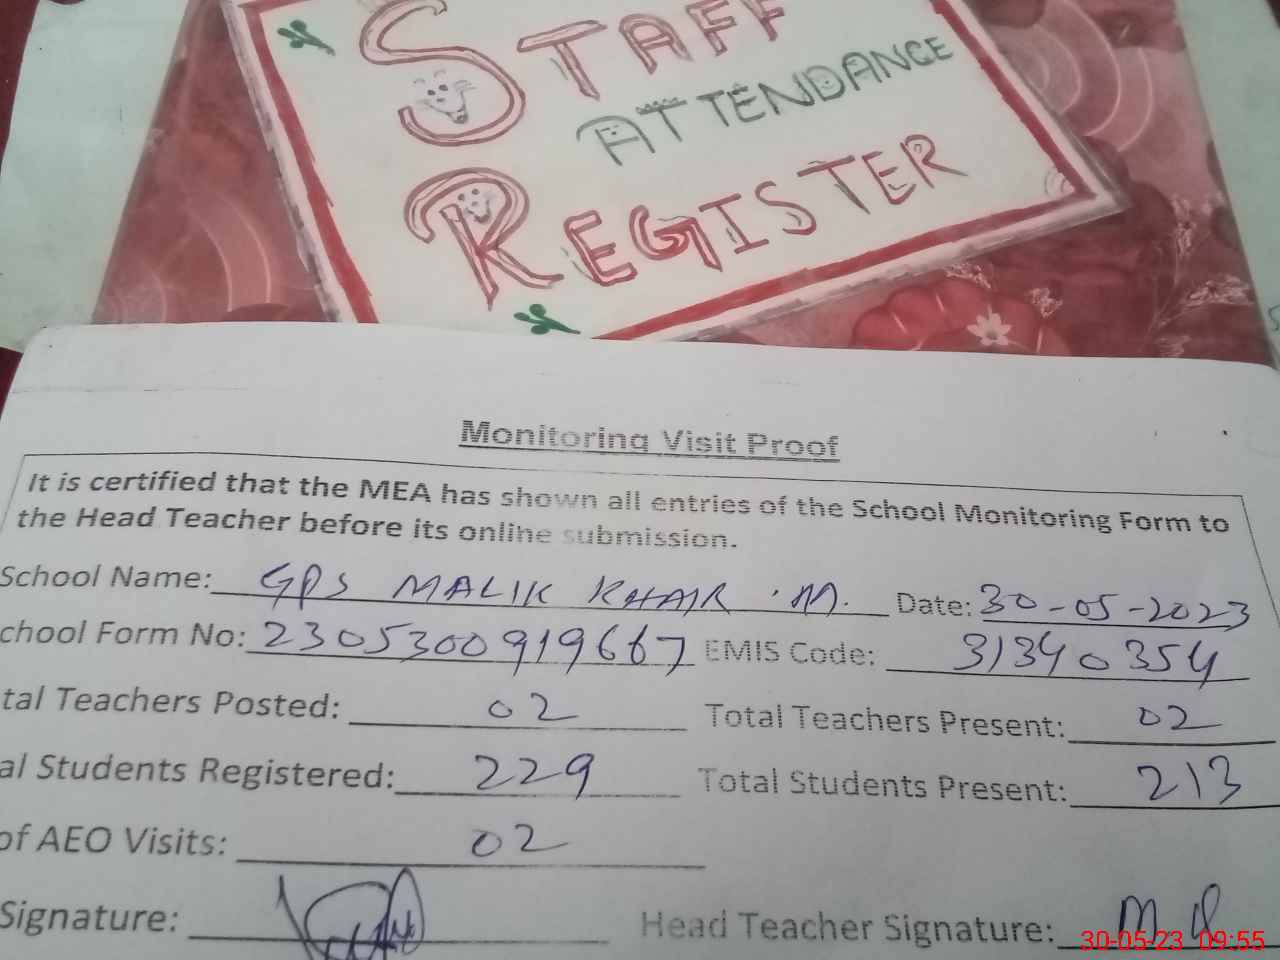 STAFF
ATTENDANCE
REGISTER
Monitoring Visit Proof
It is certified that the MEA has shown all entries of the School Monitoring Form to
the Head Teacher before its online submission.
School Name: GPS MALIK KHAIR .M. Date: 30-05-2023
chool Form No: 2305300919667 EMIS Code: 31340354
tal Teachers Posted: 02 Total Teachers Present: 02
al Students Registered: 229 Total Students Present: 213
of AEO Visits: 02
Signature: Head Teacher Signature:
30-05-23 09:55